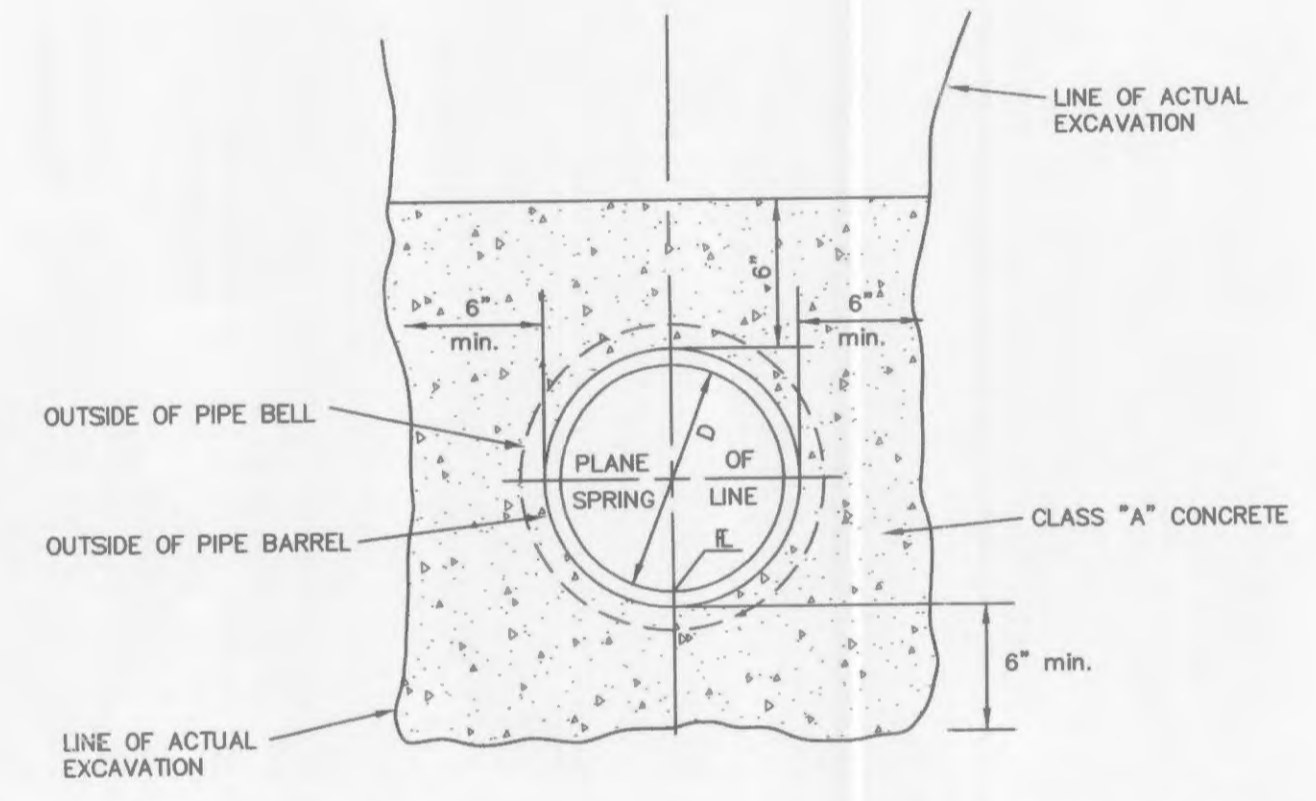 LINE OF ACTUAL
EXCAVATION
6"
6"
min.
6"
min.
OUTSIDE OF PIPE BELL
D
PLANE OF
SPRING LINE
OUTSIDE OF PIPE BARREL
CLASS "A" CONCRETE
6" min.
LINE OF ACTUAL
EXCAVATION